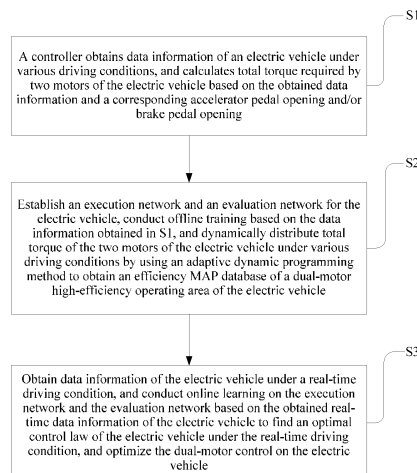 S1
A controller obtains data information of an electric vehicle under
various driving conditions, and calculates total torque required by
two motors of the electric vehicle based on the obtained data
information and a corresponding accelerator pedal opening and/or
brake pedal opening
S2
Establish an execution network and an evaluation network for the
electric vehicle, conduct offline training based on the data
information obtained in S1, and dynamically distribute total
torque of the two motors of the electric vehicle under various
driving conditions by using an adaptive dynamic programming
method to obtain an efficiency MAP database of a dual-motor
high-efficiency operating area of the electric vehicle
S3
Obtain data information of the electric vehicle under a real-time
driving condition, and conduct online learning on the execution
network and the evaluation network based on the obtained real-
time data information of the electric vehicle to find an optimal
control law of the electric vehicle under the real-time driving
condition, and optimize the dual-motor control on the electric
vehicle